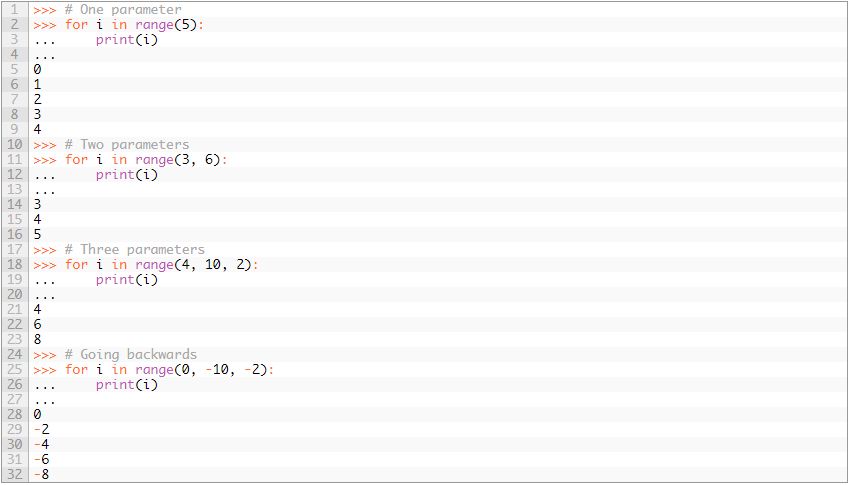 1 >>> # One parameter
2 >>> for i in range(5):
3 ...     print(i)
4 ...
5 0
6 1
7 2
8 3
9 4
10 >>> # Two parameters
11 >>> for i in range(3, 6):
12 ...     print(i)
13 ...
14 3
15 4
16 5
17 >>> # Three parameters
18 >>> for i in range(4, 10, 2):
19 ...     print(i)
20 ...
21 4
22 6
23 8
24 >>> # Going backwards
25 >>> for i in range(0, -10, -2):
26 ...     print(i)
27 ...
28 0
29 -2
30 -4
31 -6
32 -8